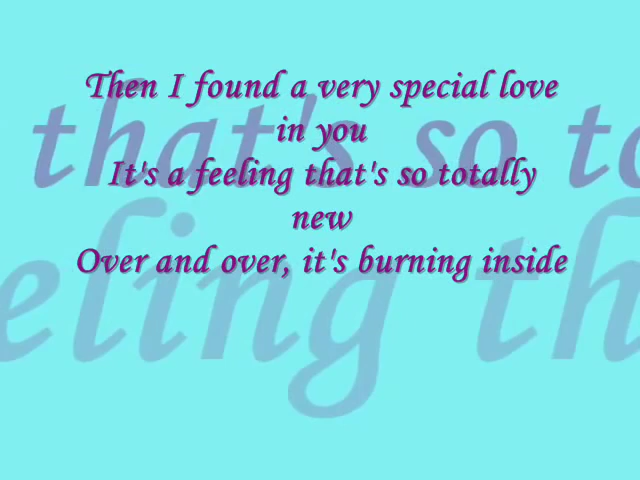 Then I found a very special love
in you
It's a feeling that's so totally
new
Over and over, it's burning inside
that's so to
eling th